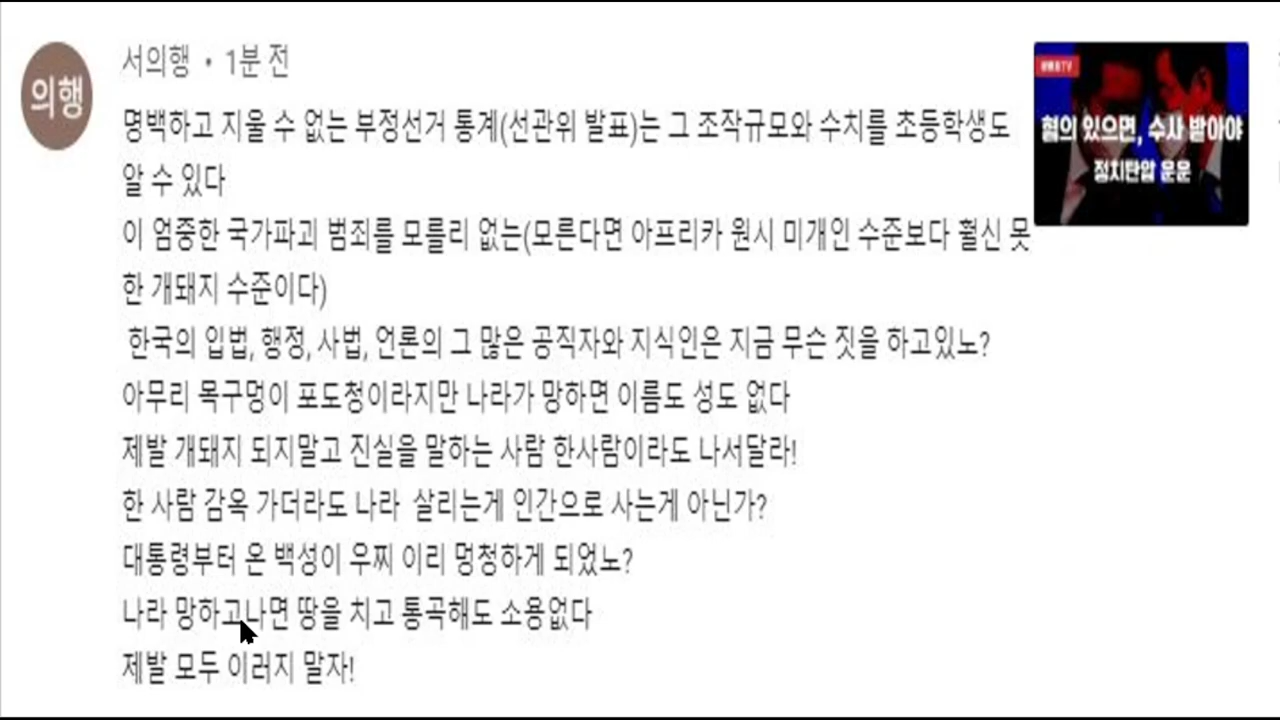 의행
서의행 • 1분 전
명백하고 지울 수 없는 부정선거 통계(선관위 발표)는 그 조작규모와 수치를 초등학생도
알 수 있다
이 엄중한 국가파괴 범죄를 모를리 없는(모른다면 아프리카 원시 미개인 수준보다 훨신 못
한 개돼지 수준이다)
한국의 입법, 행정, 사법, 언론의 그 많은 공직자와 지식인은 지금 무슨 짓을 하고있노?
아무리 목구멍이 포도청이라지만 나라가 망하면 이름도 성도 없다
제발 개돼지 되지말고 진실을 말하는 사람 한사람이라도 나서달라!
한 사람 감옥 가더라도 나라 살리는게 인간으로 사는게 아닌가?
대통령부터 온 백성이 우찌 이리 멍청하게 되었노?
나라 망하고나면 땅을 치고 통곡해도 소용없다
제발 모두 이러지 말자!
혐의 있으면, 수사 받아야
정치탄압 운운